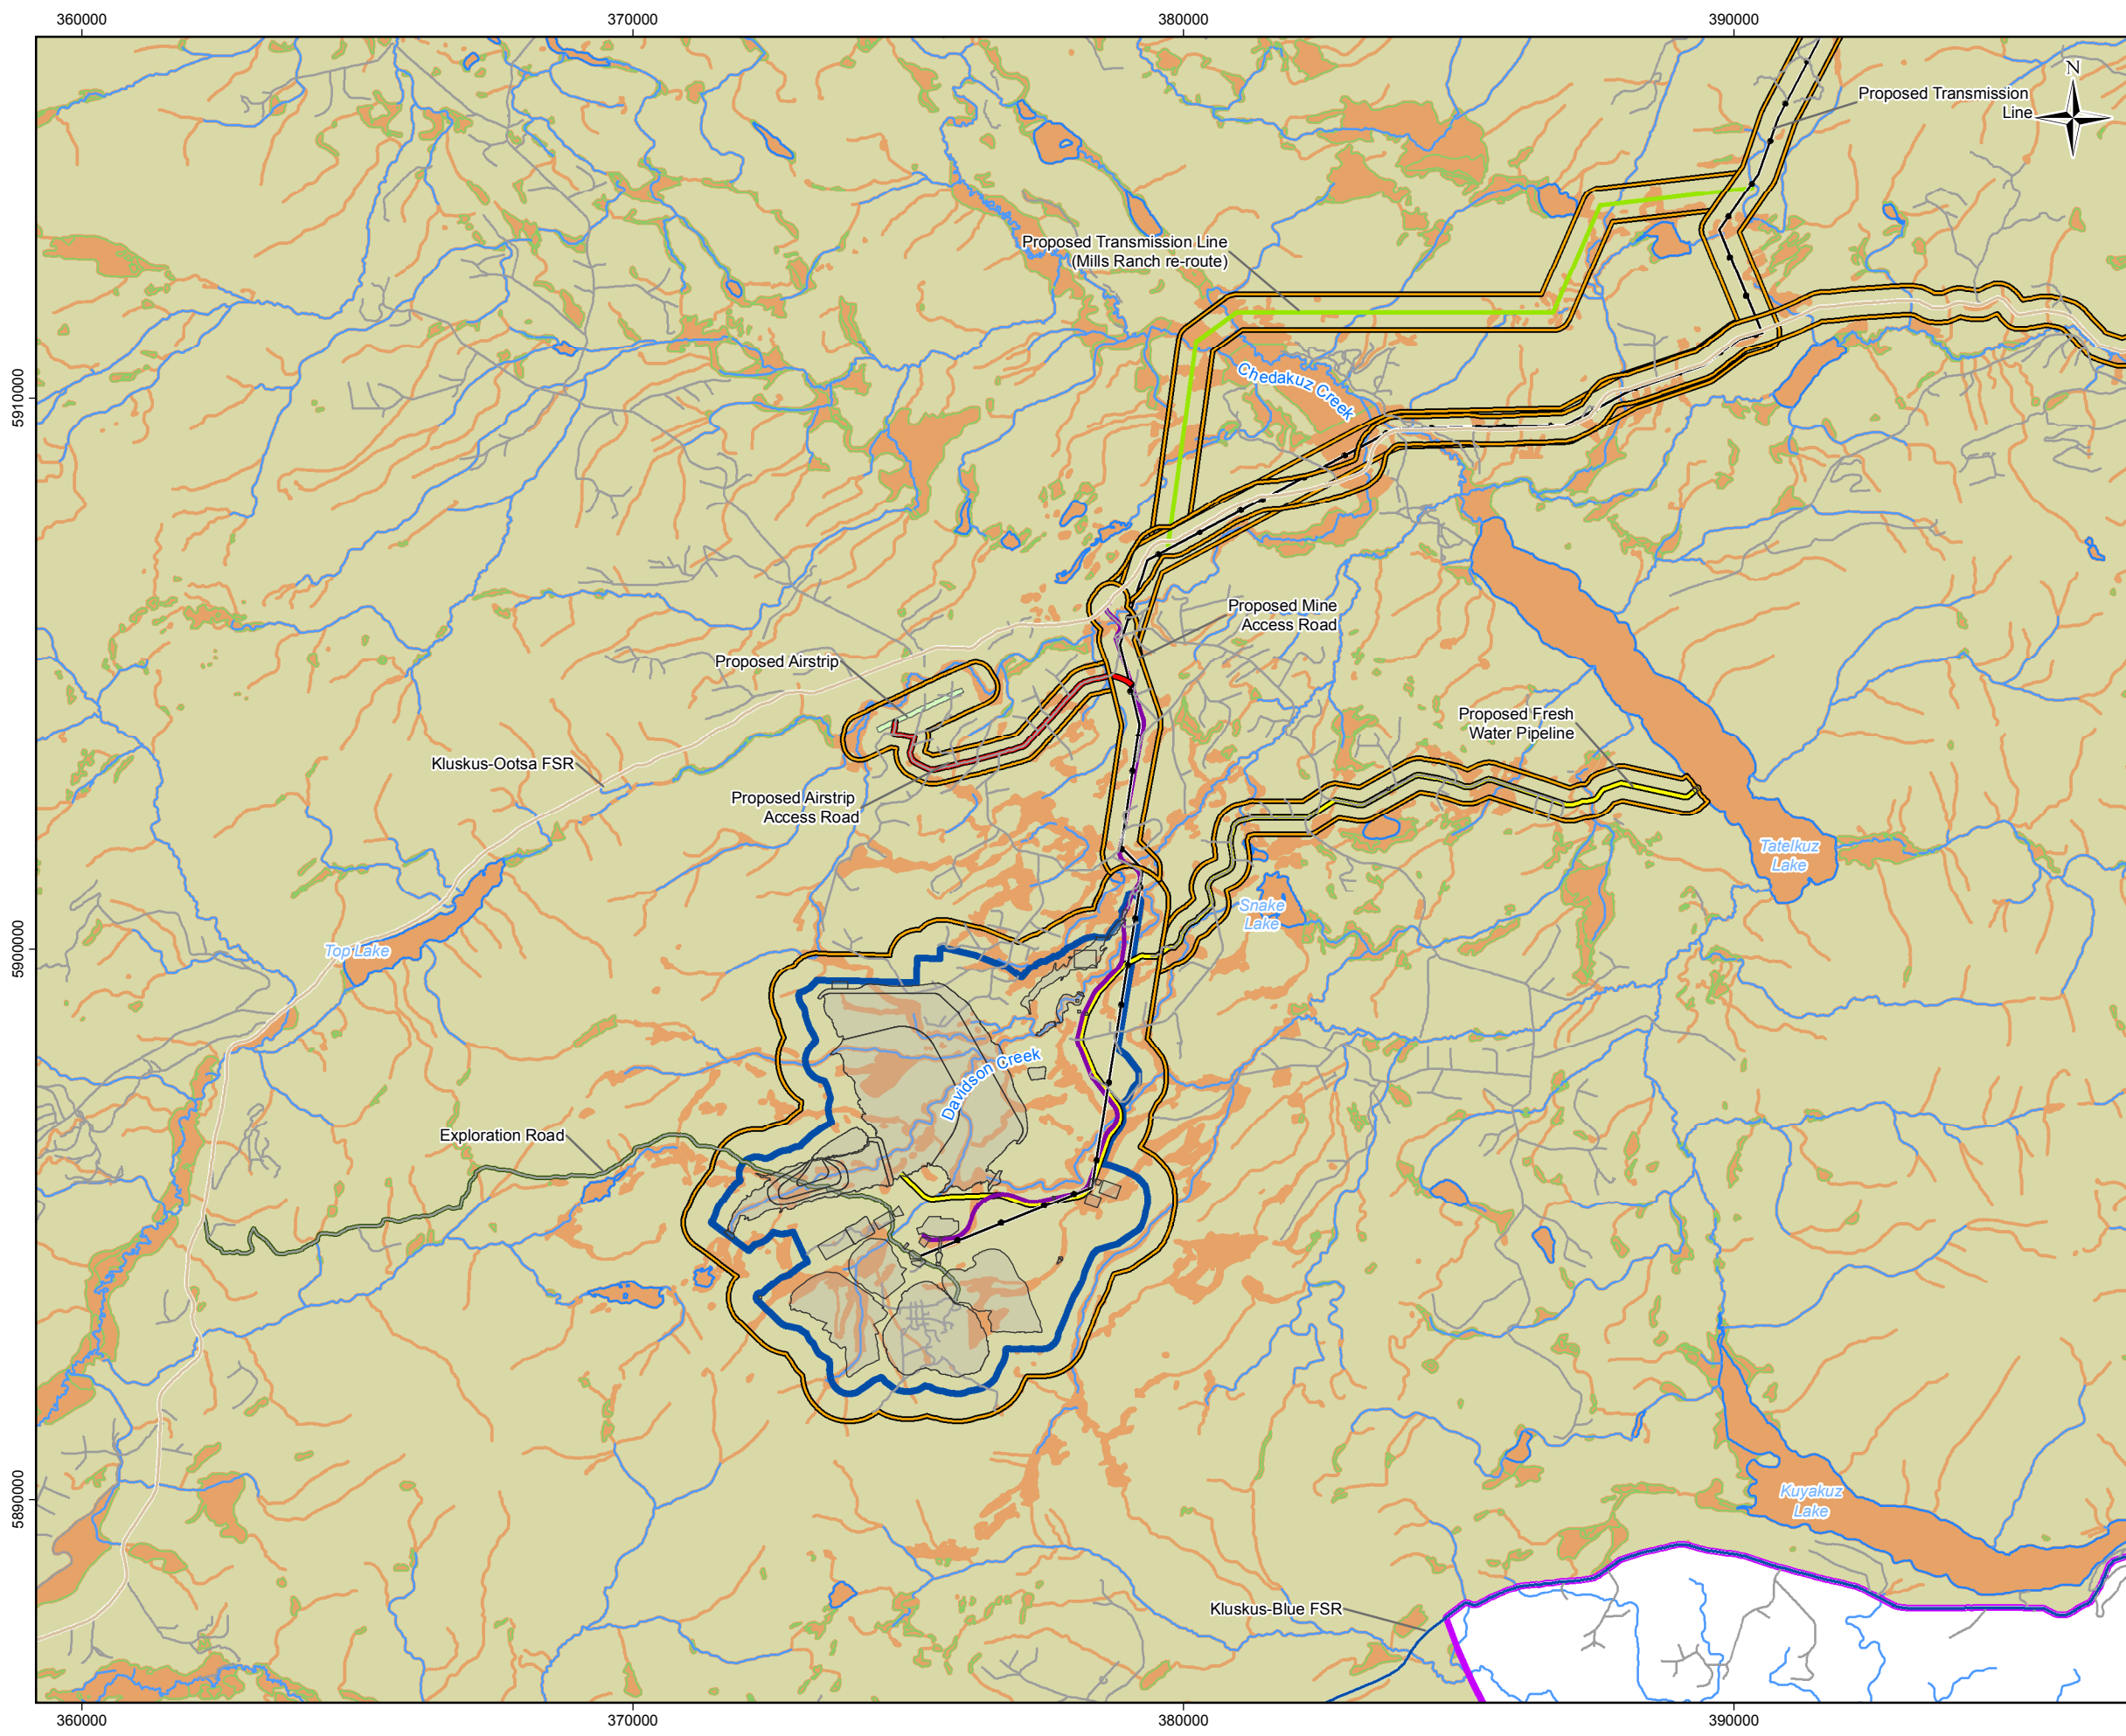 360000
370000
380000
390000
N
Proposed Transmission
Line
Proposed Transmission Line
(Mills Ranch re-route)
5910000
Chedakuz Creek
Proposed Mine
Access Road
Proposed Airstrip
Proposed Fresh
Water Pipeline
Kluskus-Ootsa FSR
Proposed Airstrip
Access Road
Tatelkuz
Lake
Snake
Lake
Top Lake
5900000
Davidson Creek
Exploration Road
Kuyakuz
Lake
5890000
Kluskus-Blue FSR
360000
370000
380000
390000